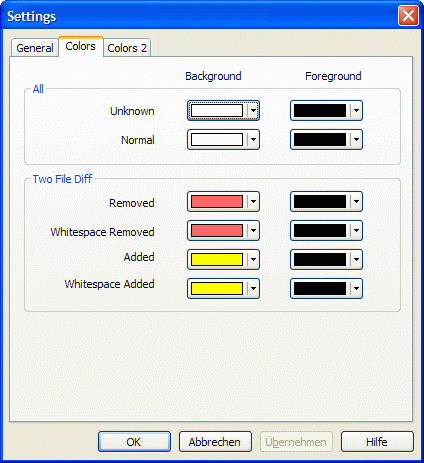 Settings
General Colors Colors 2
Background Foreground
All
Unknown
Normal
Two File Diff
Removed
Whitespace Removed
Added
Whitespace Added
OK Abbrechen Übernehmen Hilfe